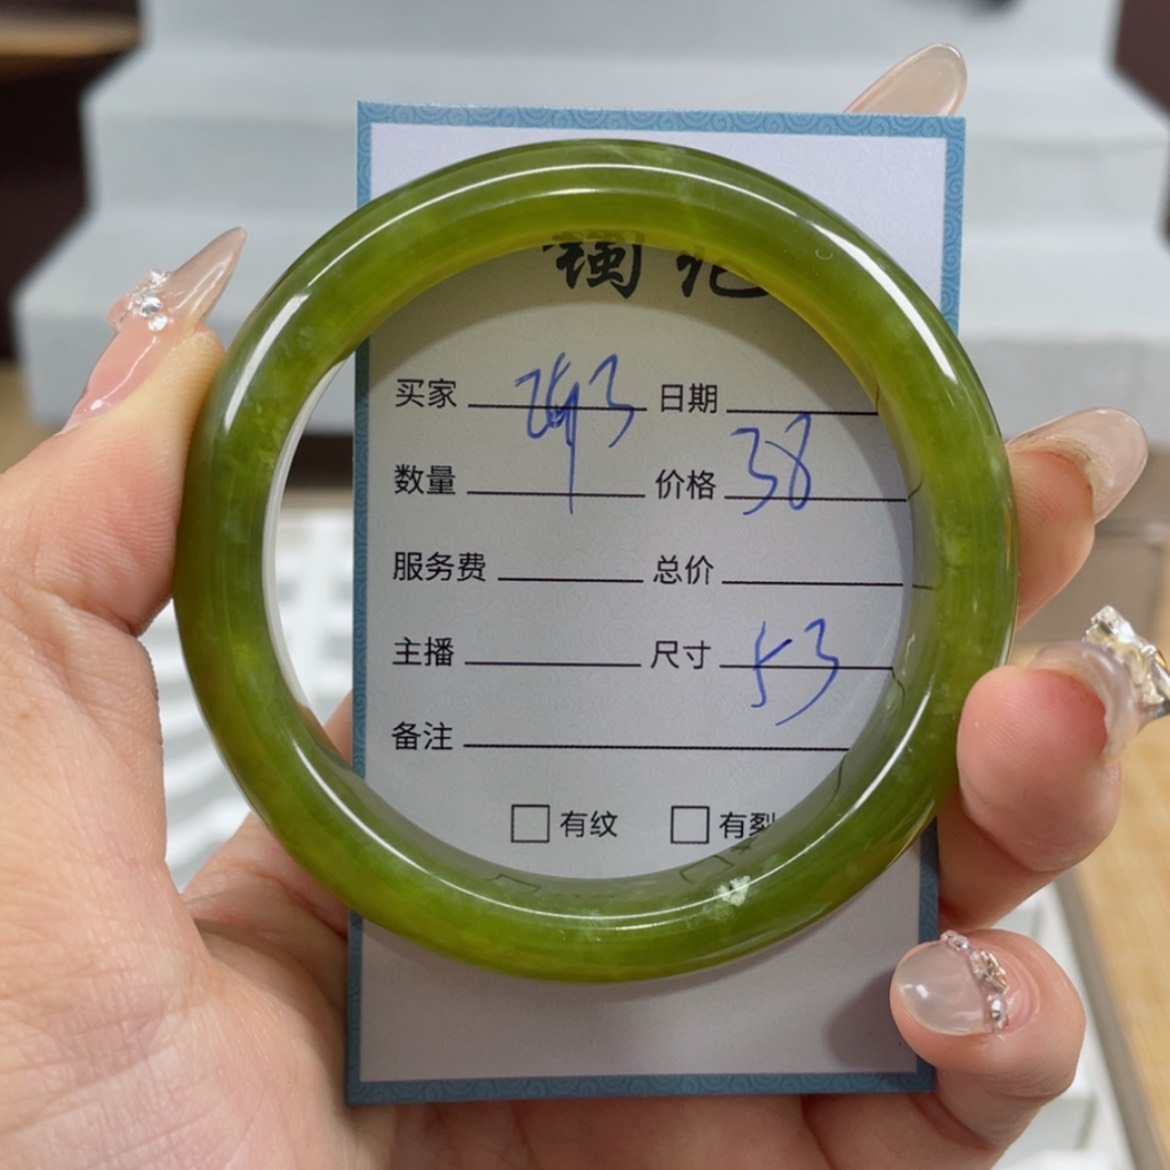 买家 日期
数量 价格 38
服务费 总价
主播 尺寸 53
备注
有纹 有裂